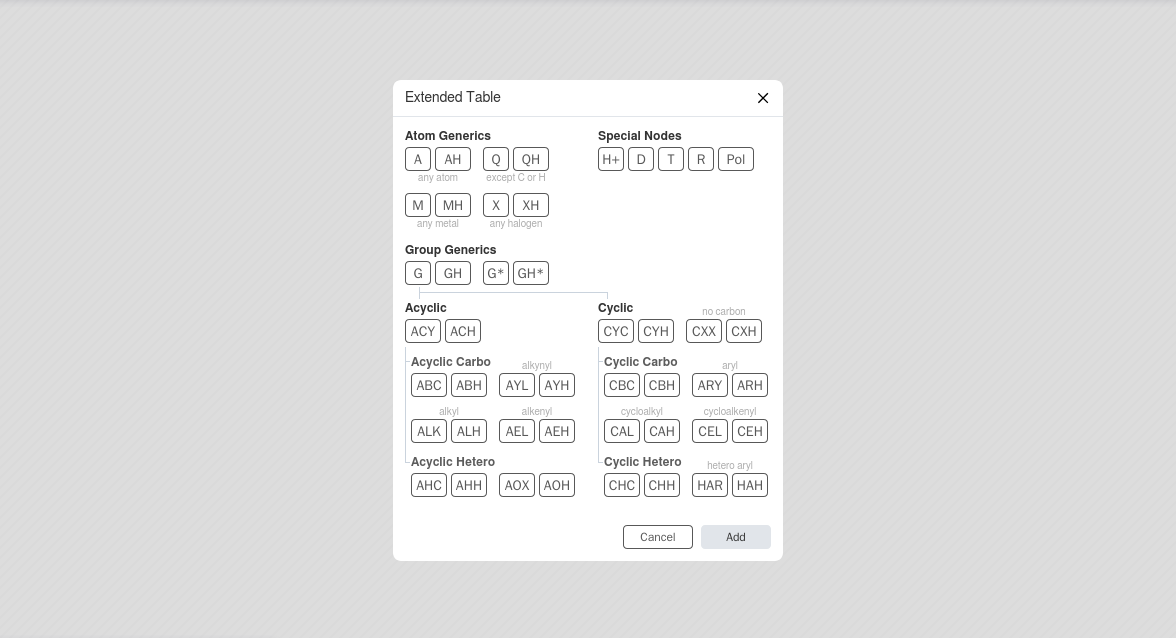 Extended Table
Atom Generics
A AH Q QH
any atom except C or H
M MH X XH
any metal any halogen
Special Nodes
H+ D T R Pol
Group Generics
G GH G* GH*
Acyclic
ACY ACH
Acyclic Carbo alkynyl
ABC ABH AYL AYH
alkyl alkenyl
ALK ALH AEL AEH
Acyclic Hetero
AHC AHH AOX AOH
Cyclic no carbon
CYC CYH CXX CXH
Cyclic Carbo aryl
CBC CBH ARY ARH
cycloalkyl cycloalkenyl
CAL CAH CEL CEH
Cyclic Hetero hetero aryl
CHC CHH HAR HAH
Cancel Add